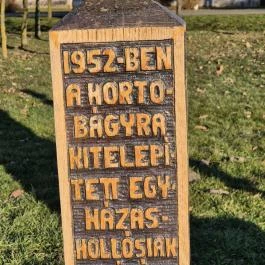 1952-BEN
A HORTO-
BÁGYRA
KITELEPÍ
TETT EGY-
HÁZAS-
HOLLÓSIAK